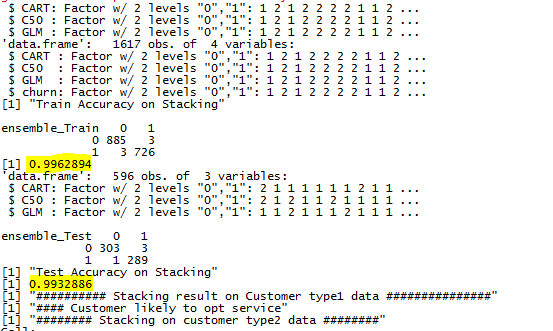 $ CART: Factor w/ 2 levels "0","1": 1 2 1 2 2 2 2 1 1 2 ...
$ C50 : Factor w/ 2 levels "0","1": 1 2 1 2 2 2 2 1 1 2 ...
$ GLM : Factor w/ 2 levels "0","1": 1 2 1 2 2 2 2 1 1 2 ...
'data.frame': 1617 obs. of 4 variables:
$ CART : Factor w/ 2 levels "0","1": 1 2 1 2 2 2 2 1 1 2 ...
$ C50 : Factor w/ 2 levels "0","1": 1 2 1 2 2 2 2 1 1 2 ...
$ GLM : Factor w/ 2 levels "0","1": 1 2 1 2 2 2 2 1 1 2 ...
$ churn: Factor w/ 2 levels "0","1": 1 2 1 2 2 2 2 1 1 2 ...
[1] "Train Accuracy on Stacking"
ensemble_Train 0 1
0 885 3
1 3 726
[1] 0.9962894
'data.frame': 596 obs. of 3 variables:
$ CART: Factor w/ 2 levels "0","1": 2 1 1 1 1 1 1 2 1 1 ...
$ C50 : Factor w/ 2 levels "0","1": 2 1 1 1 1 1 2 1 1 1 ...
$ GLM : Factor w/ 2 levels "0","1": 1 1 2 1 1 1 2 1 1 1 ...
ensemble_Test 0 1
0 303 3
1 1 289
[1] "Test Accuracy on Stacking"
[1] 0.9932886
[1] "########## Stacking result on Customer type1 data ###############"
[1] "#### Customer likely to opt service"
[1] "######## Stacking on customer type2 data ########"